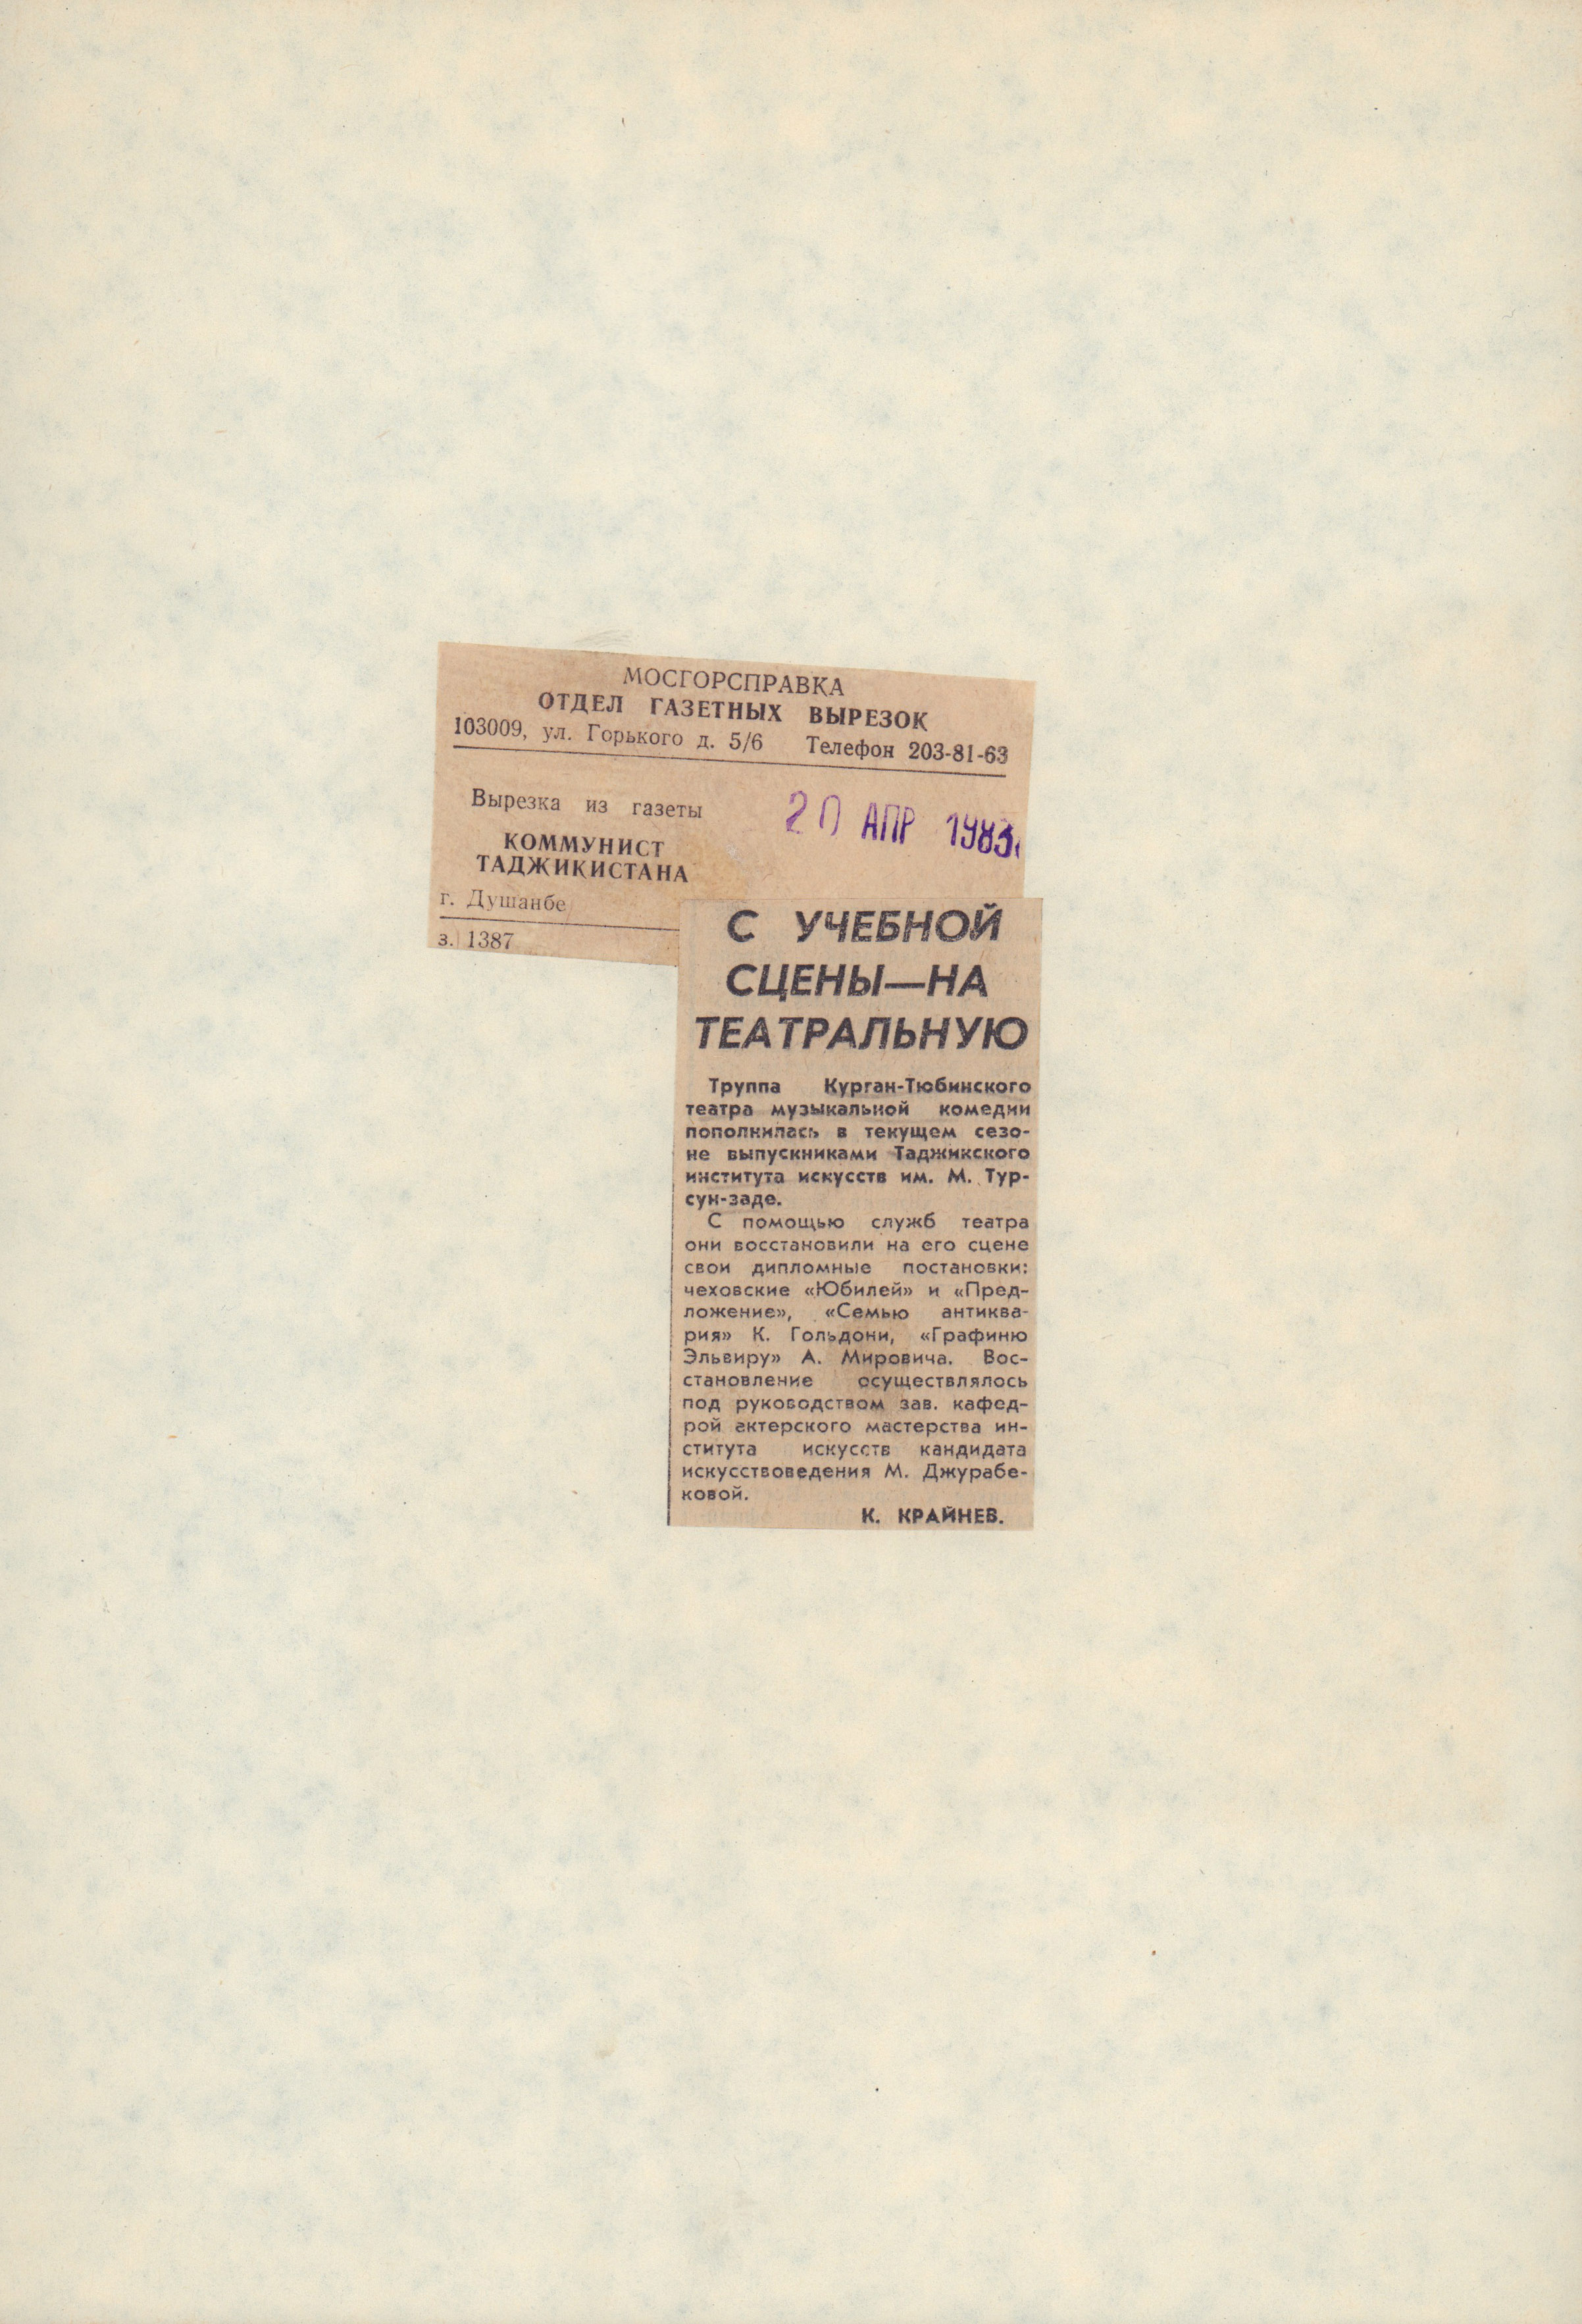 МОСГОРСПРАВКА
ОТДЕЛ ГАЗЕТНЫХ ВЫРЕЗОК
103009, ул. Горького д. 5/6 Телефон 203-81-63
Вырезка из газеты
20 АПР 1983
КОММУНИСТ
ТАДЖИКИСТАНА
г. Душанбе
з. 1387
С УЧЕБНОЙ
СЦЕНЫ—НА
ТЕАТРАЛЬНУЮ
Труппа Курган-Тюбинского
театра музыкальной комедии
пополнилась в текущем сезо-
не выпускниками Таджикского
института искусств им. М. Тур-
сун-заде.
С помощью служб театра
они восстановили на его сцене
свои дипломные постановки:
чеховские «Юбилей» и «Пред-
ложение», «Семью антиква-
рия» К. Гольдони, «Графиню
Эльвиру» А. Мировича. Вос-
становление осуществлялось
под руководством зав. кафед-
рой актерского мастерства ин-
ститута искусств кандидата
искусствоведения М. Джурабе-
ковой.
К. КРАЙНЕВ.